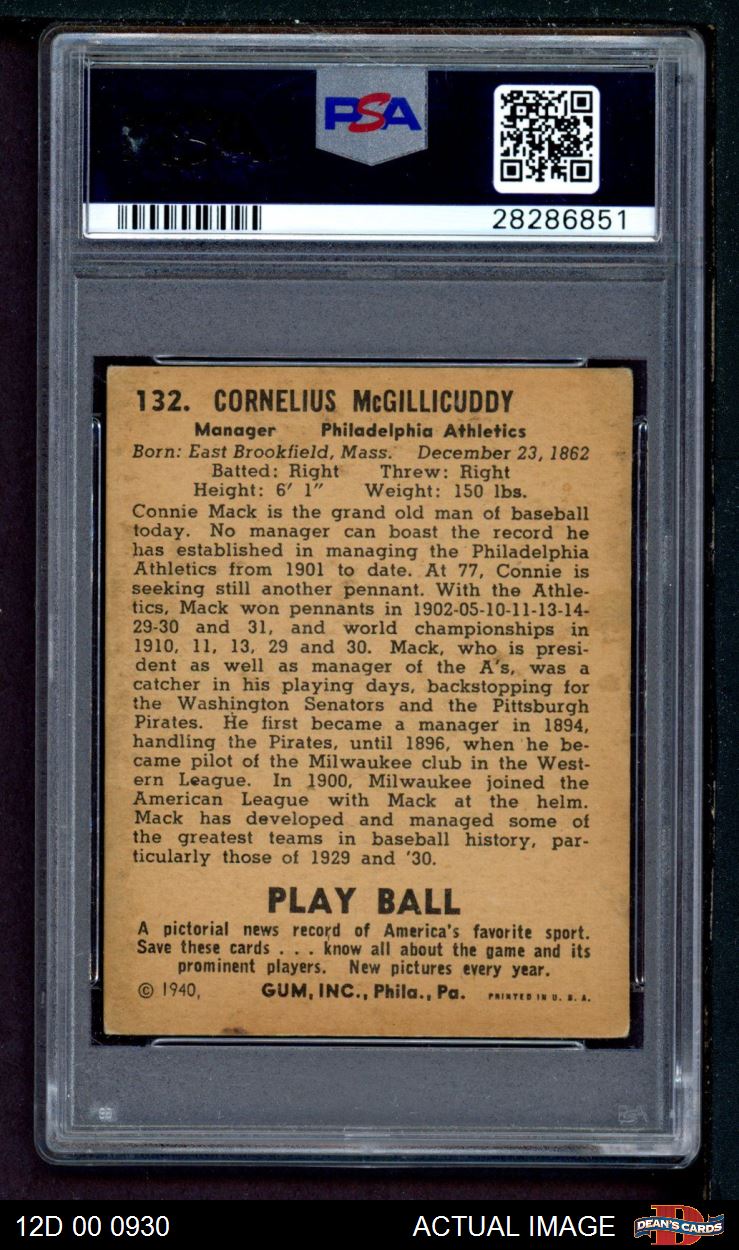 PSA
28286851
132. CORNELIUS McGILLICUDDY
Manager Philadelphia Athletics
Born: East Brookfield, Mass. December 23, 1862
Batted: Right Threw: Right
Height: 6′ 1″ Weight: 150 lbs.
Connie Mack is the grand old man of baseball
today. No manager can boast the record he
has established in managing the Philadelphia
Athletics from 1901 to date. At 77, Connie is
seeking still another pennant. With the Athle-
tics, Mack won pennants in 1902-05-10-11-13-14-
29-30 and 31, and world championships in
1910, 11, 13, 29 and 30. Mack, who is presi-
dent as well as manager of the A's, was a
catcher in his playing days, backstopping for
the Washington Senators and the Pittsburgh
Pirates. He first became a manager in 1894,
handling the Pirates, until 1896, when he be-
came pilot of the Milwaukee club in the West-
ern League. In 1900, Milwaukee joined the
American League with Mack at the helm.
Mack has developed and managed some of
the greatest teams in baseball history, par-
ticularly those of 1929 and '30.
PLAY BALL
A pictorial news record of America's favorite sport.
Save these cards . . . know all about the game and its
prominent players. New pictures every year.
© 1940, GUM, INC., Phila., Pa. PRINTED IN U. S. A.
PSA
12D 00 0930 ACTUAL IMAGE DEAN'S CARDS